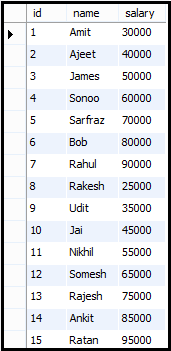 id name salary
1 Amit 30000
2 Ajeet 40000
3 James 50000
4 Sonoo 60000
5 Sarfraz 70000
6 Bob 80000
7 Rahul 90000
8 Rakesh 25000
9 Udit 35000
10 Jai 45000
11 Nikhil 55000
12 Somesh 65000
13 Rajesh 75000
14 Ankit 85000
15 Ratan 95000